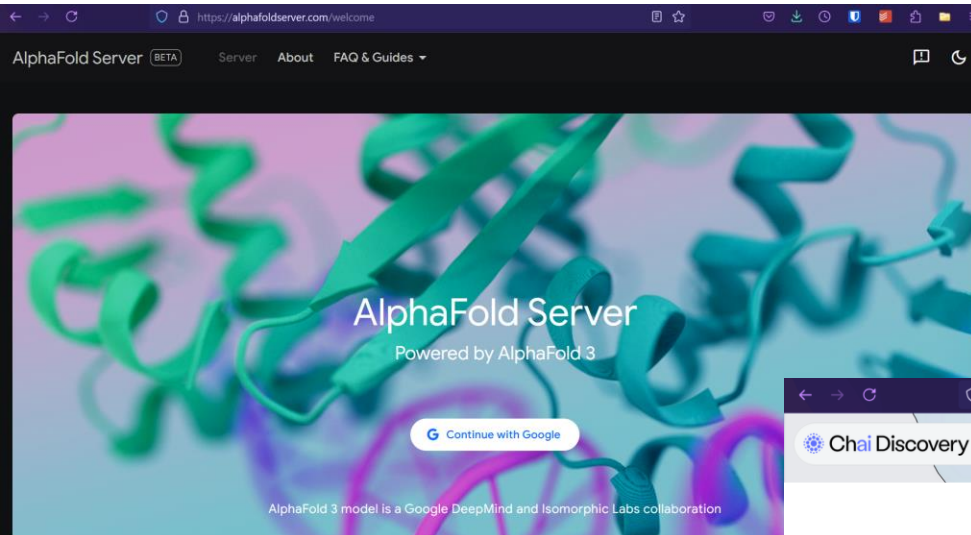 https://alphafoldserver.com/welcome
AlphaFold Server BETA Server About FAQ & Guides
AlphaFold Server
Powered by AlphaFold 3
G Continue with Google
AlphaFold 3 model is a Google DeepMind and Isomorphic Labs collaboration
Chai Discovery